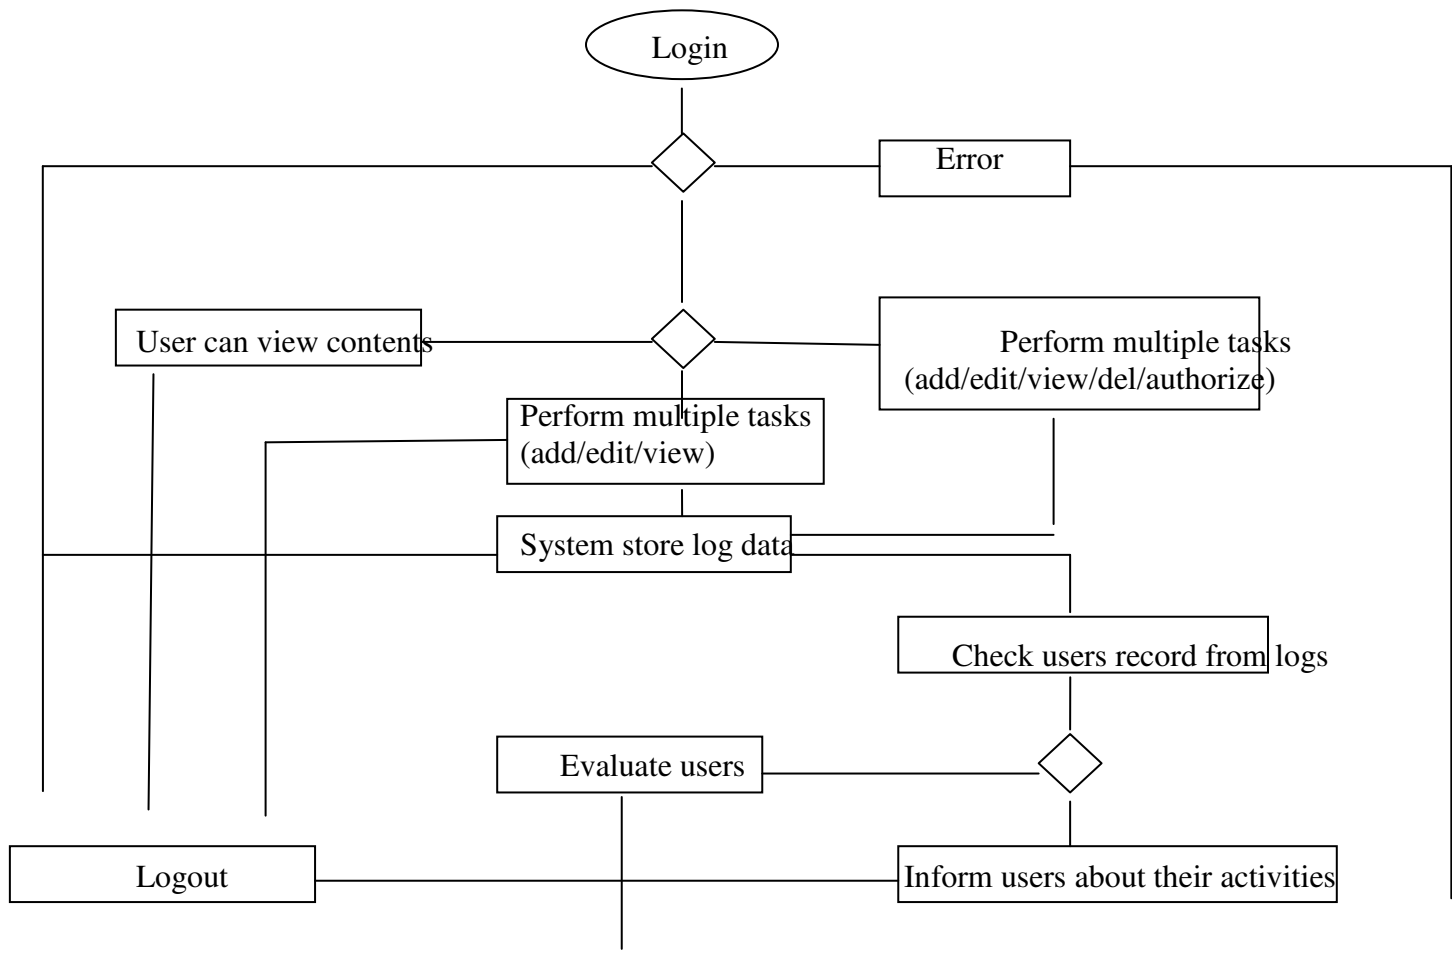 Login
Error
User can view contents
Perform multiple tasks
(add/edit/view/del/authorize)
Perform multiple tasks
(add/edit/view)
System store log data
Check users record from logs
Evaluate users
Logout
Inform users about their activities